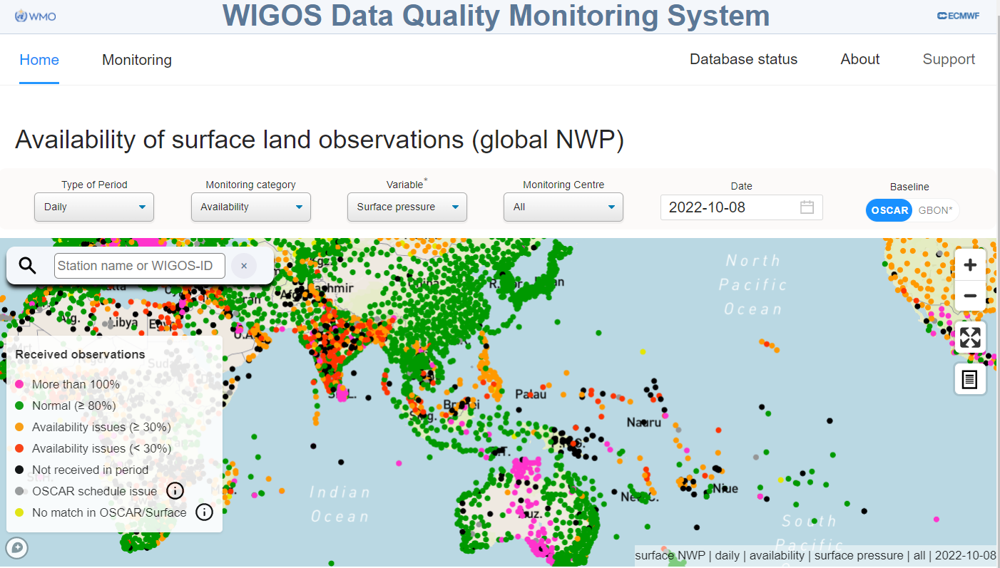 WMO
WIGOS Data Quality Monitoring System
ECMWF
Home
Monitoring
Database status
About
Support
Availability of surface land observations (global NWP)
Type of Period
Monitoring category
Variable*
Monitoring Centre
Date
Baseline
Daily
Availability
Surface pressure
All
2022-10-08
OSCAR
GBON*
Station name or WIGOS-ID
×
+
−
North
Pacific
Ocean
Libya
Palau
Nauru
Niue
Indian
Ocean
South
Pacific
Received observations
More than 100%
Normal (≥ 80%)
Availability issues (≥ 30%)
Availability issues (< 30%)
Not received in period
OSCAR schedule issue
No match in OSCAR/Surface
surface NWP | daily | availability | surface pressure | all | 2022-10-08